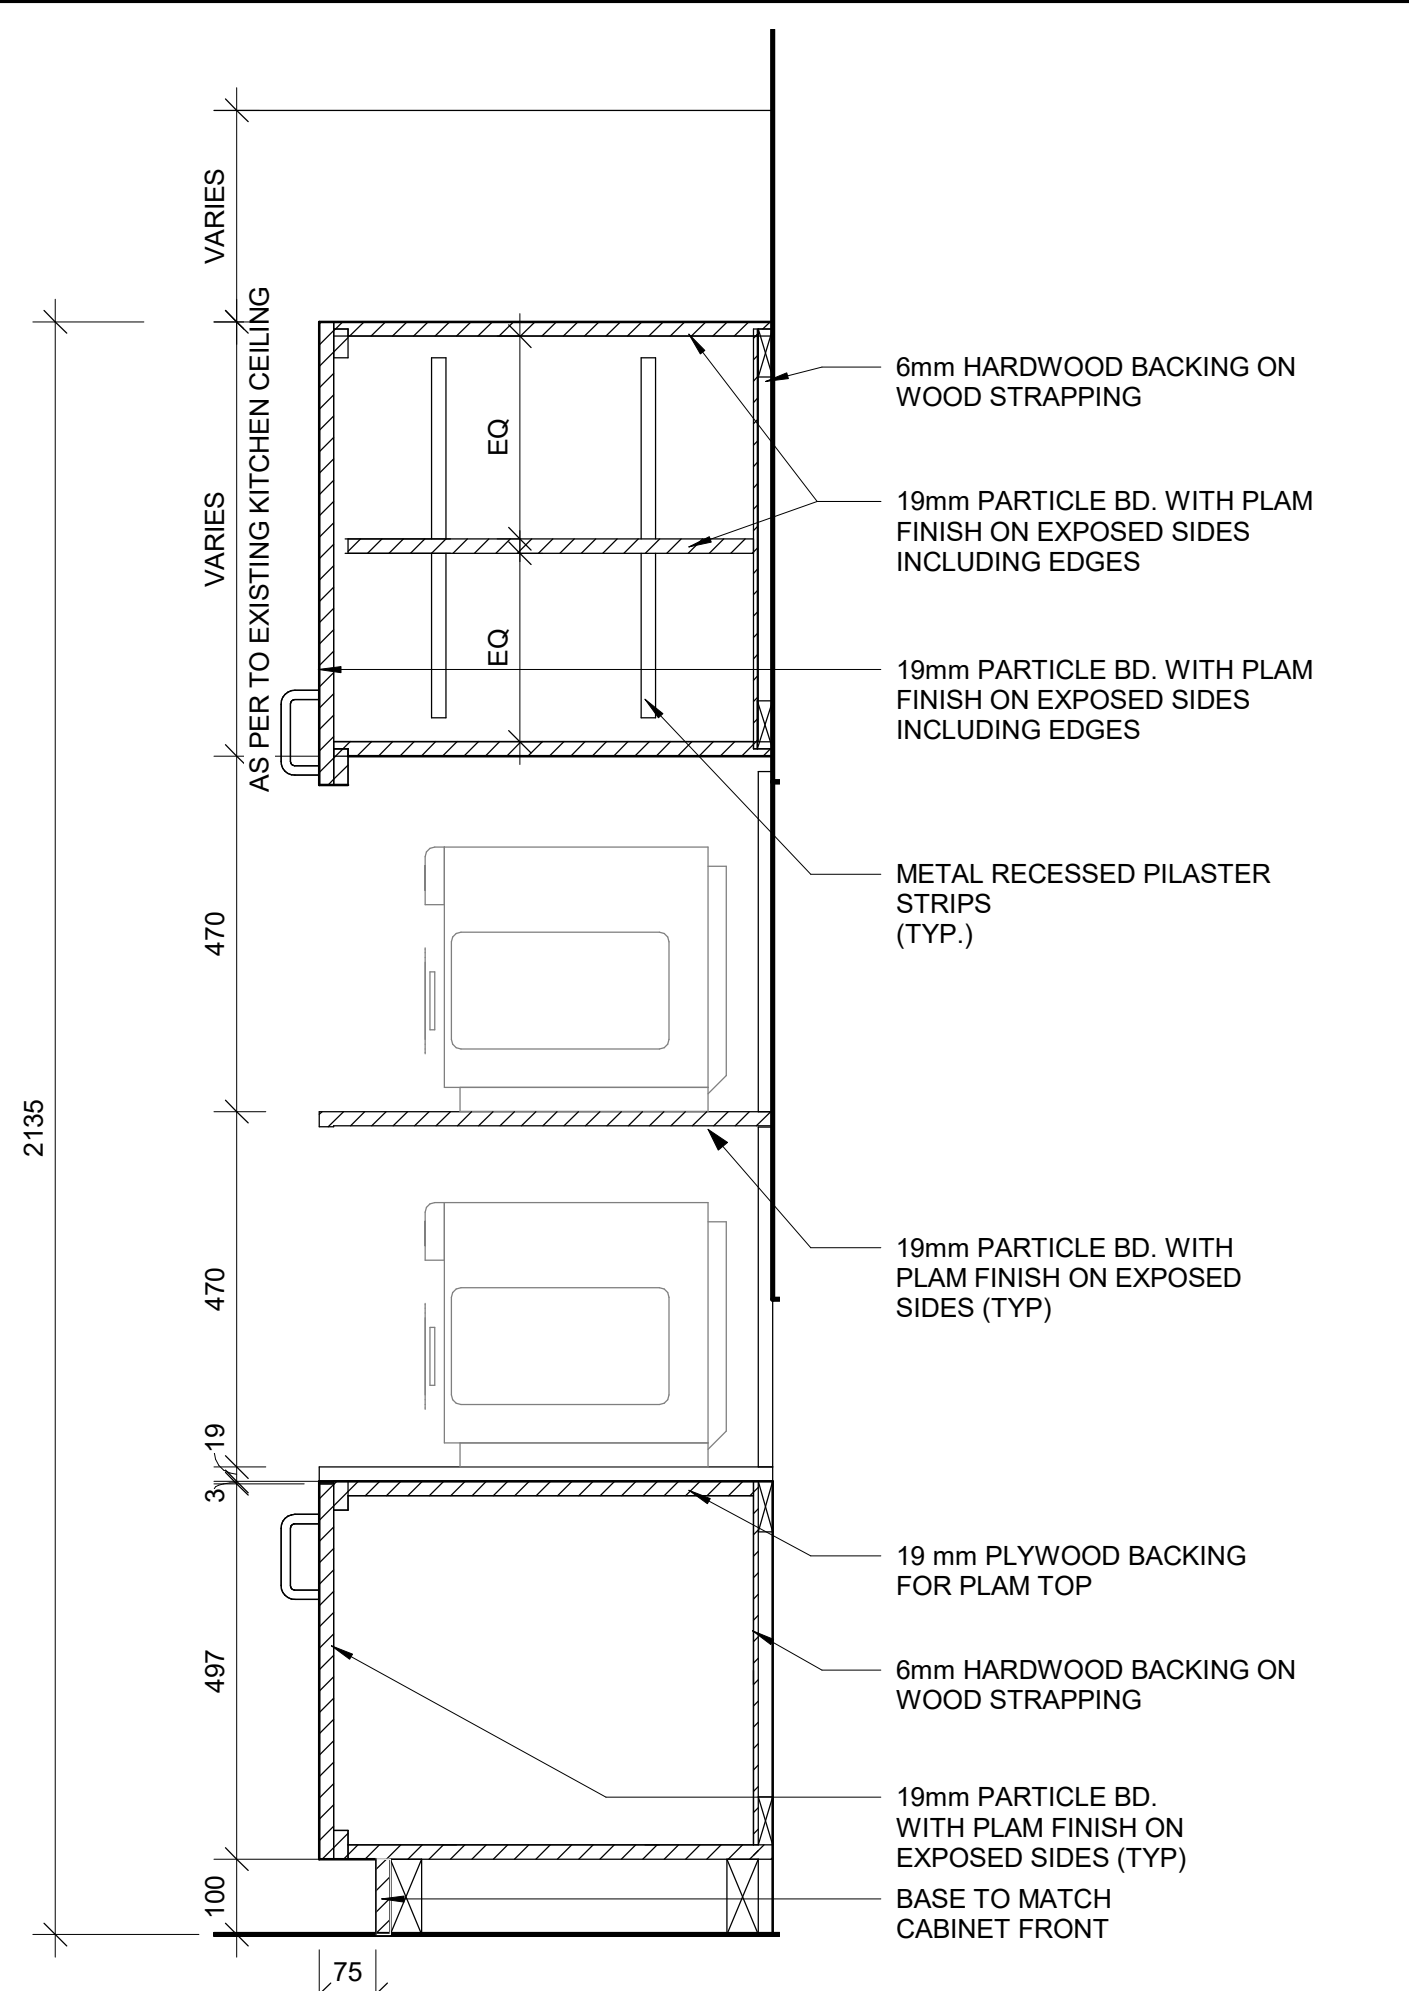 VARIES
AS PER TO EXISTING KITCHEN CEILING
VARIES
EQ
EQ
6mm HARDWOOD BACKING ON
WOOD STRAPPING
19mm PARTICLE BD. WITH PLAM
FINISH ON EXPOSED SIDES
INCLUDING EDGES
19mm PARTICLE BD. WITH PLAM
FINISH ON EXPOSED SIDES
INCLUDING EDGES
METAL RECESSED PILASTER
STRIPS
(TYP.)
470
2135
19mm PARTICLE BD. WITH
PLAM FINISH ON EXPOSED
SIDES (TYP)
470
19
3
19 mm PLYWOOD BACKING
FOR PLAM TOP
497
6mm HARDWOOD BACKING ON
WOOD STRAPPING
19mm PARTICLE BD.
WITH PLAM FINISH ON
EXPOSED SIDES (TYP)
100
BASE TO MATCH
CABINET FRONT
75